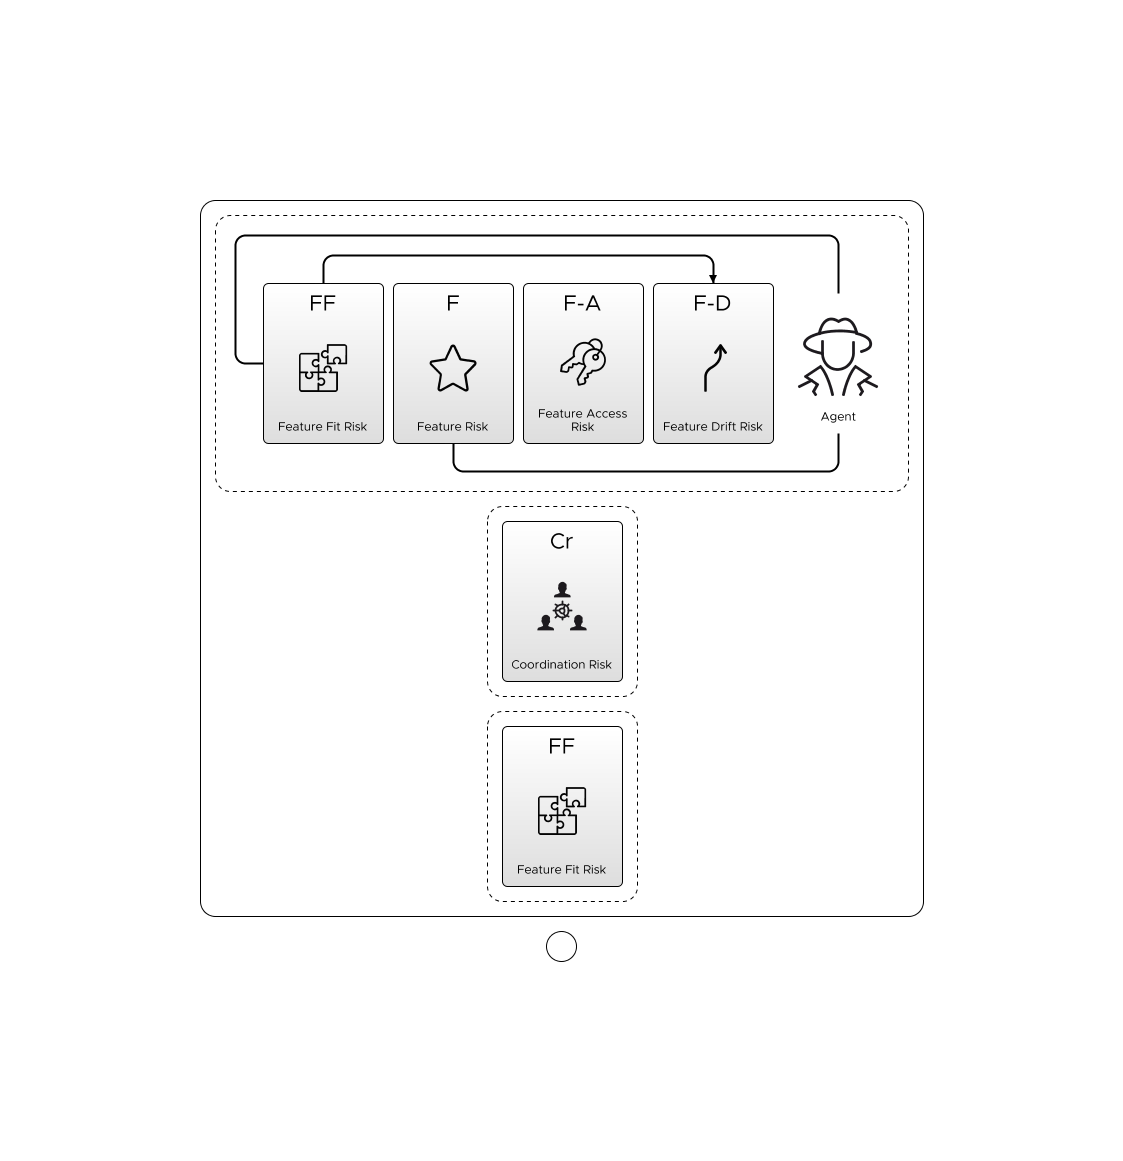 FF
F
F-A
F-D
Feature Fit Risk
Feature Risk
Feature Access
Risk
Feature Drift Risk
Agent
Cr
Coordination Risk
FF
Feature Fit Risk